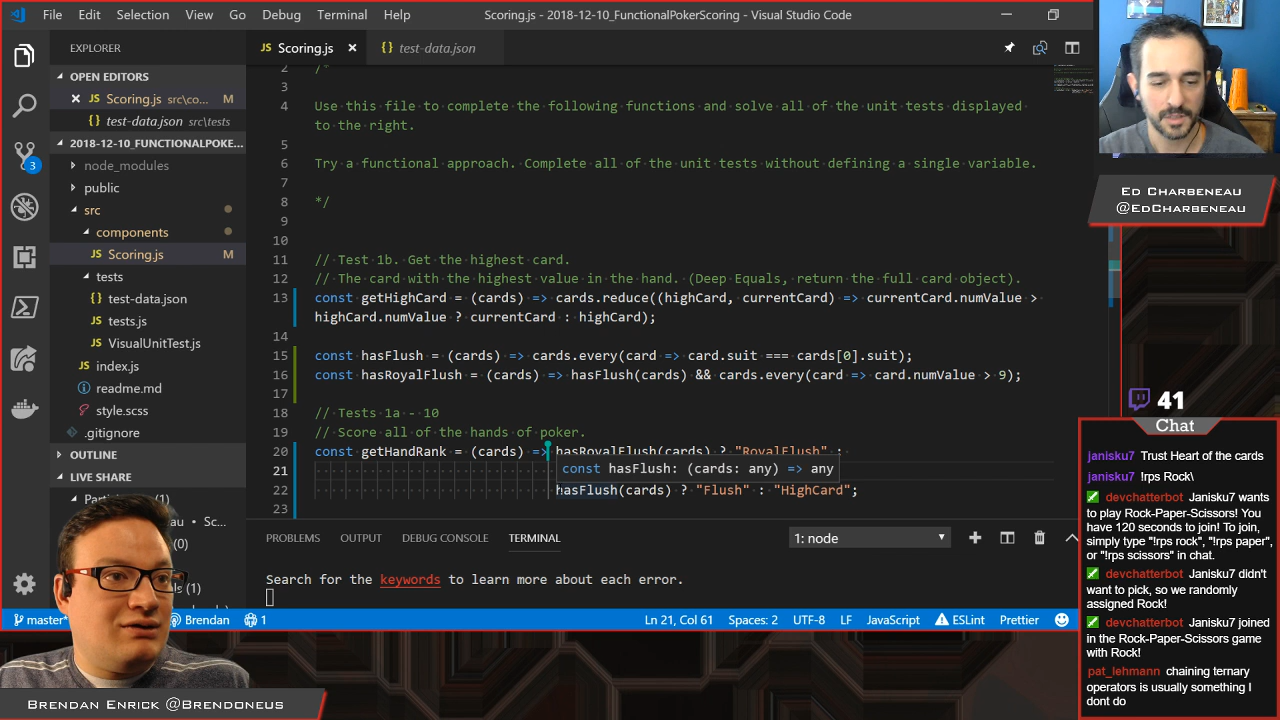 File Edit Selection View Go Debug Terminal Help
Scoring.js - 2018-12-10_FunctionalPokerScoring - Visual Studio Code
EXPLORER
OPEN EDITORS
Scoring.js src\co... M
test-data.json src\tests
2018-12-10_FUNCTIONALPOKE...
node_modules
public
src
components
Scoring.js M
tests
test-data.json
tests.js
VisualUnitTest.js
index.js
readme.md
style.scss
.gitignore
OUTLINE
LIVE SHARE
3
Scoring.js
test-data.json
2 /*
3
4 Use this file to complete the following functions and solve all of the unit tests displayed
to the right.
5
6 Try a functional approach. Complete all of the unit tests without defining a single variable.
7
8 */
9
10
11 // Test 1b. Get the highest card.
12 // The card with the highest value in the hand. (Deep Equals, return the full card object).
13 const getHighCard = (cards) => cards.reduce((highCard, currentCard) => currentCard.numValue >
highCard.numValue ? currentCard : highCard);
14
15 const hasFlush = (cards) => cards.every(card => card.suit === cards[0].suit);
16 const hasRoyalFlush = (cards) => hasFlush(cards) && cards.every(card => card.numValue > 9);
17
18 // Tests 1a - 10
19 // Score all of the hands of poker.
20 const getHandRank = (cards) => hasRoyalFlush(cards) ? "RoyalFlush" :
21 const hasFlush: (cards: any) => any
22 hasFlush(cards) ? "Flush" : "HighCard";
23
PROBLEMS OUTPUT DEBUG CONSOLE TERMINAL
1: node
Search for the keywords to learn more about each error.
master* Brendan 1
Ln 21, Col 61 Spaces: 2 UTF-8 LF JavaScript ESLint Prettier
BRENDAN ENRICK @BRENDONEUS
ED CHARBENEAU
@EDCHARBENEAU
41
Chat
janisku7 Trust Heart of the cards
janisku7 !rps Rock\
devchatterbot Janisku7 wants
to play Rock-Paper-Scissors! You
have 120 seconds to join! To join,
simply type "!rps rock", "!rps paper",
or "!rps scissors" in chat.
devchatterbot Janisku7 didn't
want to pick, so we randomly
assigned Rock!
devchatterbot Janisku7 joined
in the Rock-Paper-Scissors game
with Rock!
pat_lehmann chaining ternary
operators is usually something I
dont do